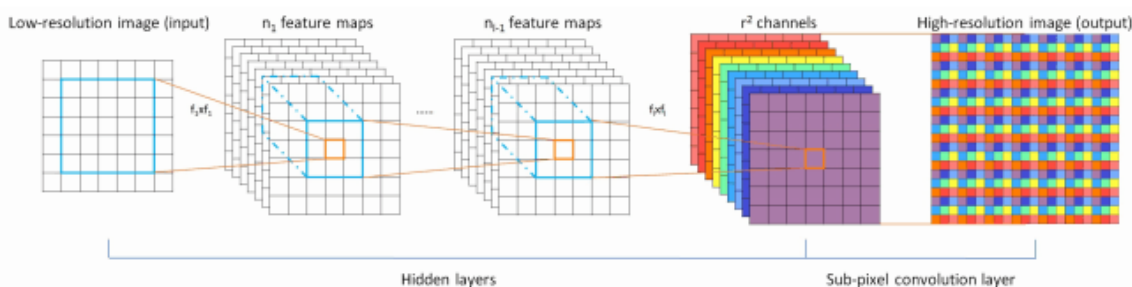 Low-resolution image (input)
n₁ feature maps
nₗ₋₁ feature maps
r² channels
High-resolution image (output)
f₁xf₁
.....
fₗxfₗ
Hidden layers
Sub-pixel convolution layer